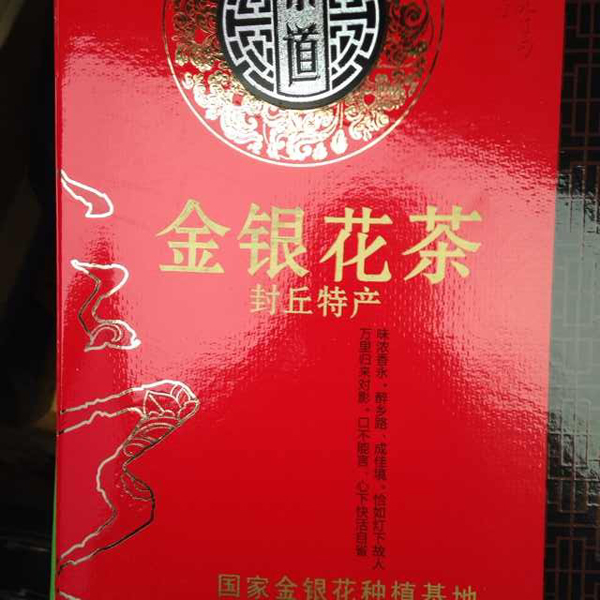 道
金银花茶
封丘特产
味浓香永。醉乡路、成佳境。恰如灯下故人
万里归来对影。口不能言、心下快活自省
国家金银花种植基地